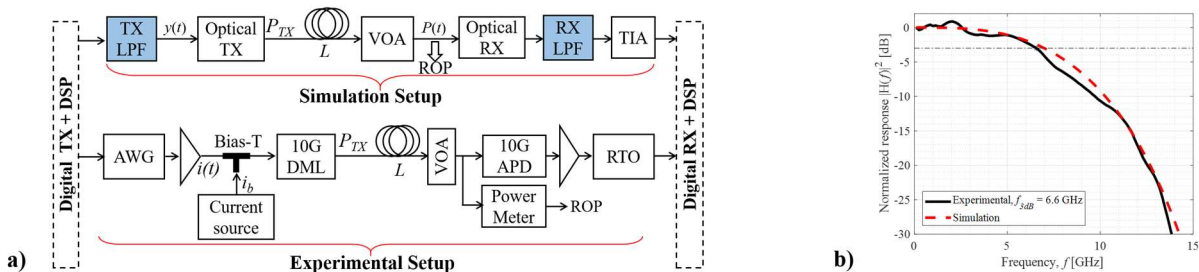 a)
Digital TX + DSP
TX
LPF
y(t)
Optical
TX
P_TX
L
VOA
P(t)
ROP
Optical
RX
RX
LPF
TIA
Simulation Setup
AWG
i(t)
Bias-T
i_b
Current
source
10G
DML
P_TX
L
VOA
10G
APD
Power
Meter
ROP
RTO
Experimental Setup
Digital RX + DSP
b)
Normalized response |H(f)|² [dB]
0
-5
-10
-15
-20
-25
-30
Experimental, f_3dB = 6.6 GHz
Simulation
0 5 10 15
Frequency, f [GHz]